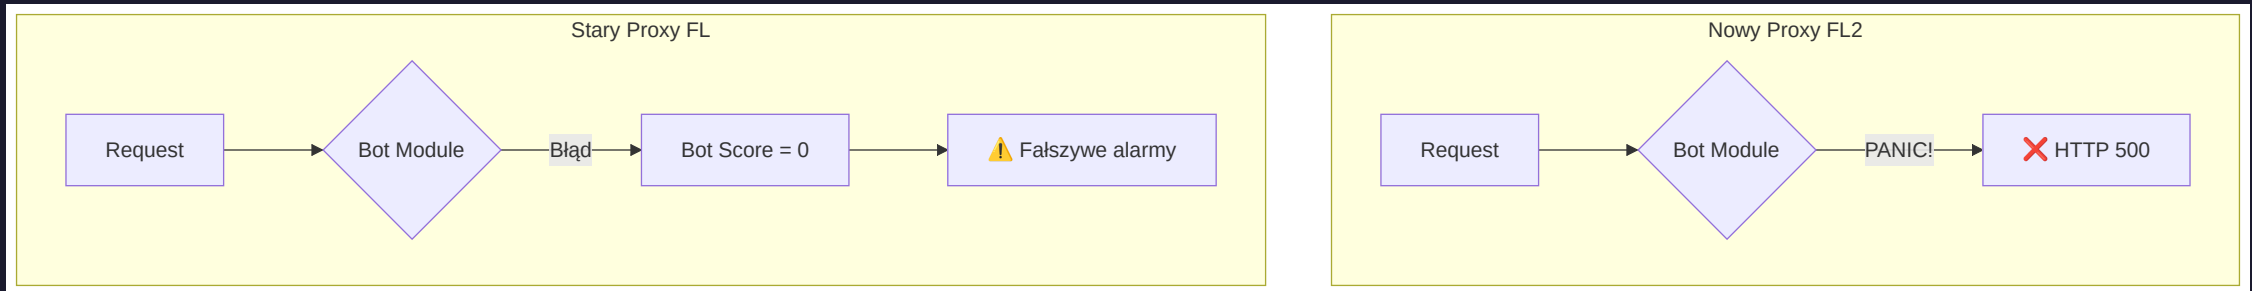 Stary Proxy FL
Request
Bot Module
Błąd
Bot Score = 0
⚠️ Fałszywe alarmy
Nowy Proxy FL2
Request
Bot Module
PANIC!
❌ HTTP 500